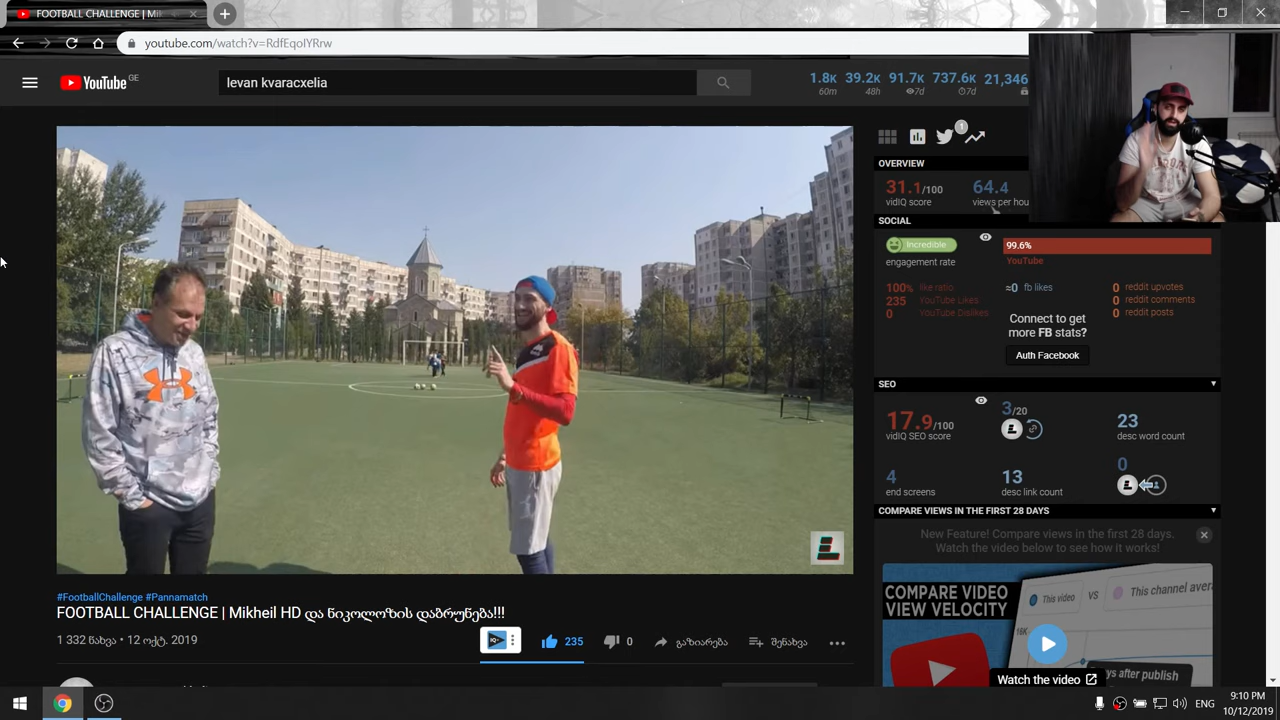 FOOTBALL CHALLENGE | Mi
youtube.com/watch?v=RdfEqoIYRrw
YouTube GE
levan kvaracxelia
1.8K 39.2K 91.7K 737.6K 21,346
60m 48h 7d 7d
1
OVERVIEW
31.1/100 64.4
vidIQ score views per hou
SOCIAL
Incredible 99.6%
engagement rate YouTube
100% like ratio ≈0 fb likes 0 reddit upvotes
235 YouTube Likes 0 reddit comments
0 YouTube Dislikes 0 reddit posts
Connect to get
more FB stats?
Auth Facebook
SEO
17.9/100 3/20 23
vidIQ SEO score desc word count
4 13 0
end screens desc link count
COMPARE VIEWS IN THE FIRST 28 DAYS
New Feature! Compare views in the first 28 days.
Watch the video below to see how it works!
COMPARE VIDEO
VIEW VELOCITY
This video VS This channel avera
16K
days after publish
Watch the video
#FootballChallenge #Pannamatch
FOOTBALL CHALLENGE | Mikheil HD და ნიკოლოზის დაბრუნება!!!
1 332 ნახვა • 12 ოქტ. 2019
IQ 235 0 გაზიარება შენახვა
ENG
9:10 PM
10/12/2019